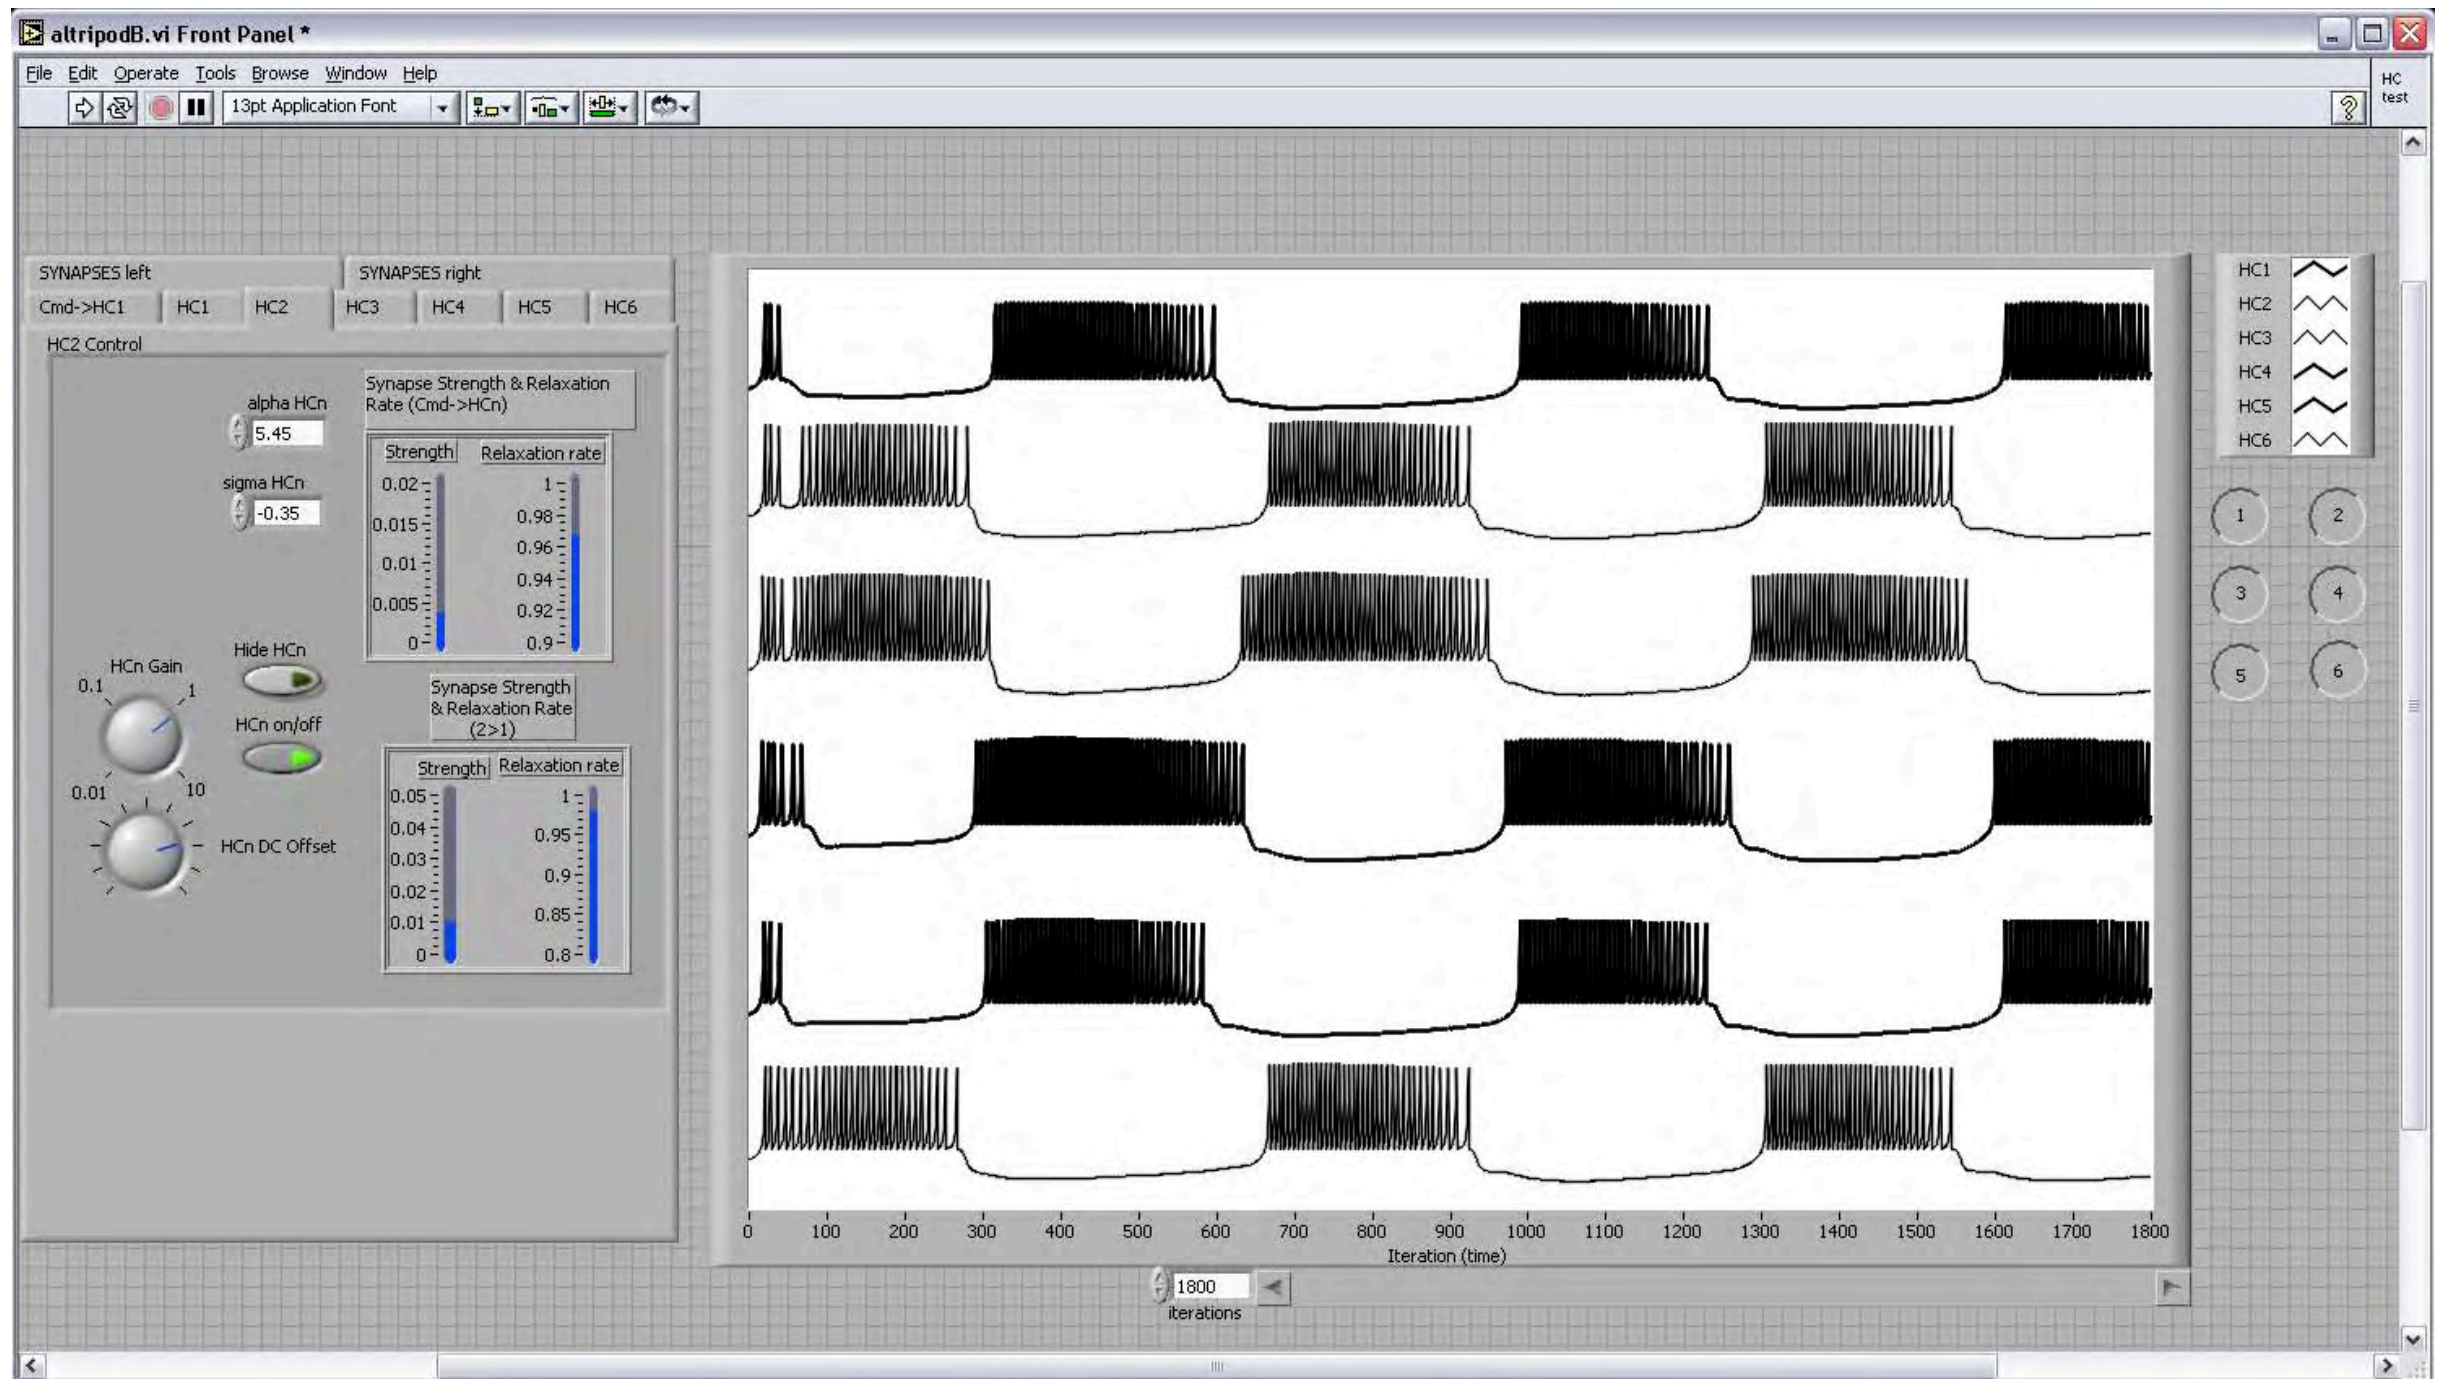 altripodB.vi Front Panel *
File Edit Operate Tools Browse Window Help
HC
test
13pt Application Font
?
SYNAPSES left
SYNAPSES right
Cmd->HC1 HC1 HC2 HC3 HC4 HC5 HC6
HC2 Control
alpha HCn
5.45
sigma HCn
-0.35
Synapse Strength & Relaxation
Rate (Cmd->HCn)
Strength
Relaxation rate
0.02
0.015
0.01
0.005
0
1
0.98
0.96
0.94
0.92
0.9
Hide HCn
HCn on/off
HCn Gain
0.1
1
0.01
10
HCn DC Offset
Synapse Strength
& Relaxation Rate
(2>1)
Strength
Relaxation rate
0.05
0.04
0.03
0.02
0.01
0
1
0.95
0.9
0.85
0.8
0 100 200 300 400 500 600 700 800 900 1000 1100 1200 1300 1400 1500 1600 1700 1800
Iteration (time)
1800
iterations
HC1
HC2
HC3
HC4
HC5
HC6
1 2
3 4
5 6